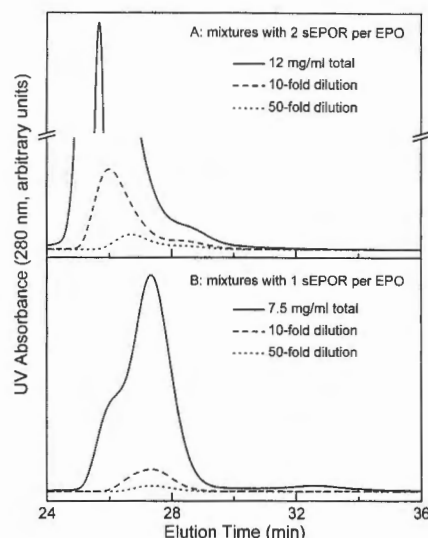 A: mixtures with 2 sEPOR per EPO
12 mg/ml total
10-fold dilution
50-fold dilution
UV Absorbance (280 nm, arbitrary units)
B: mixtures with 1 sEPOR per EPO
7.5 mg/ml total
10-fold dilution
50-fold dilution
24 28 32 36
Elution Time (min)